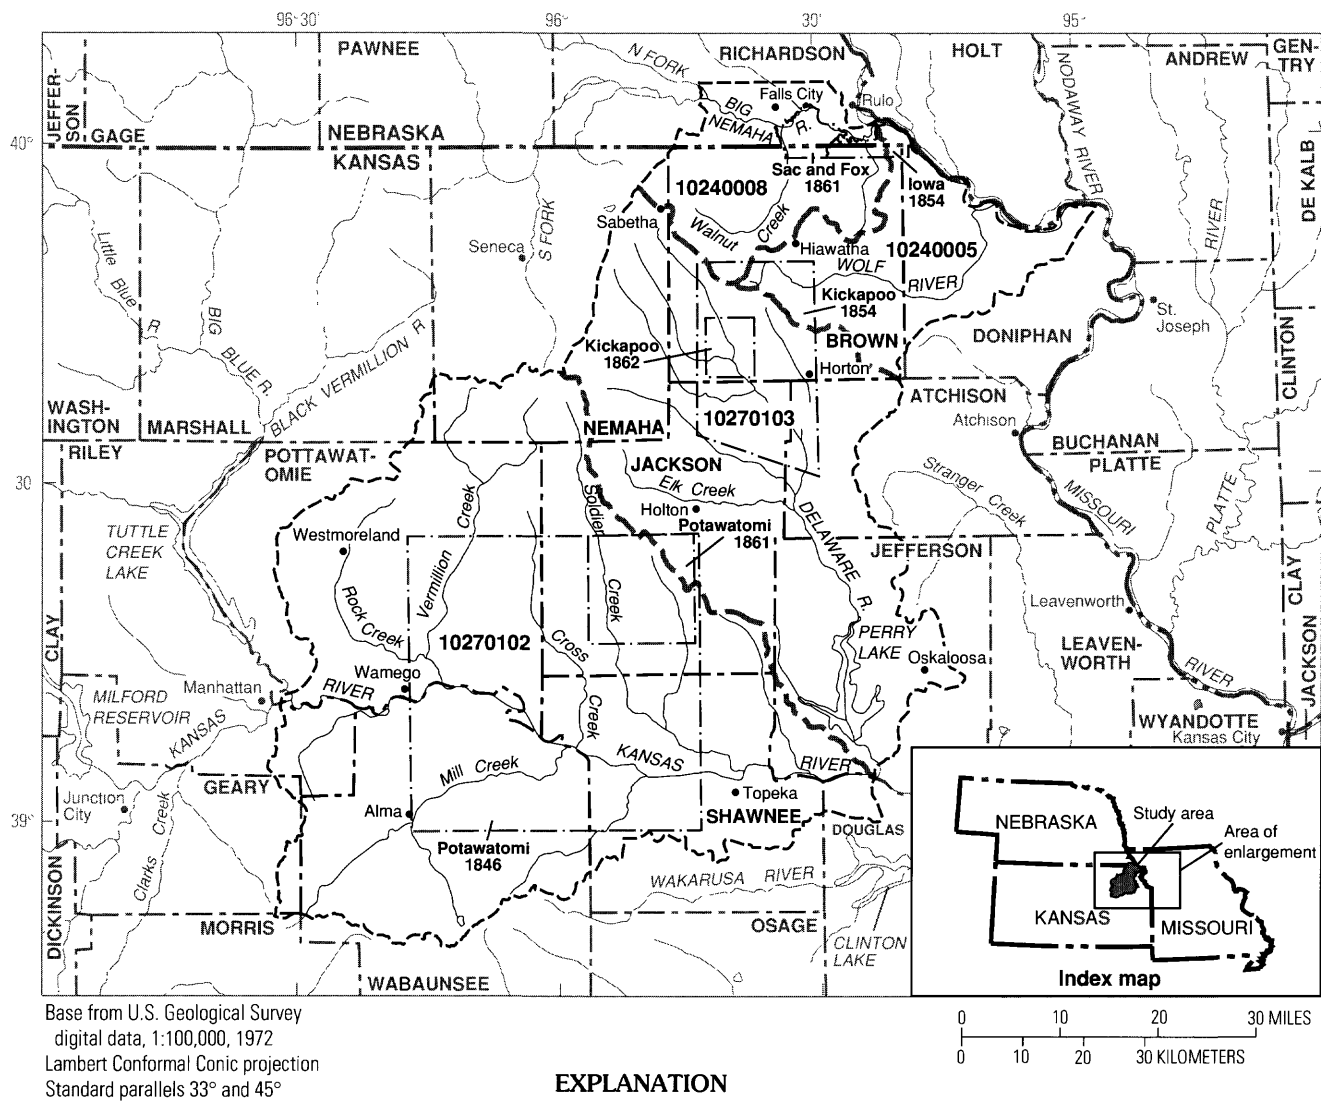 96°30'
96°
30'
95°
PAWNEE
N FORK
RICHARDSON
HOLT
ANDREW
GEN-
TRY
JEFFER-
SON
GAGE
NEBRASKA
KANSAS
Falls City
Rulo
BIG
NEMAHA
R.
NODAWAY RIVER
DE KALB
40°
Sac and Fox
1861
Iowa
1854
10240008
Sabetha
Walnut
Creek
Hiawatha
10240005
WOLF
RIVER
Seneca
S FORK
RIVER
Little
Blue
R
BIG
BLUE R.
BLACK VERMILLION R
Kickapoo
1854
St.
Joseph
DONIPHAN
CLINTON
Kickapoo
1862
BROWN
Horton
WASH-
INGTON
MARSHALL
NEMAHA
10270103
ATCHISON
Atchison
BUCHANAN
PLATTE
RILEY
POTTAWAT-
OMIE
JACKSON
Elk Creek
30
Stranger Creek
MISSOURI
PLATTE
Holton
Potawatomi
1861
Soldier
Creek
DELAWARE R.
JEFFERSON
TUTTLE
CREEK
LAKE
Westmoreland
Vermillion Creek
Rock Creek
10270102
Cross
Creek
PERRY
LAKE
Oskaloosa
Leavenworth
LEAVEN-
WORTH
RIVER
CLAY
CLAY
JACKSON
Wamego
Manhattan
RIVER
MILFORD
RESERVOIR
KANSAS
WYANDOTTE
Kansas City
KANSAS
RIVER
Mill Creek
GEARY
Junction
City
Clarks Creek
Alma
Topeka
SHAWNEE
DOUGLAS
39°
Potawatomi
1846
WAKARUSA RIVER
DICKINSON
MORRIS
OSAGE
CLINTON
LAKE
WABAUNSEE
NEBRASKA
Study area
Area of
enlargement
KANSAS
MISSOURI
Index map
Base from U.S. Geological Survey
digital data, 1:100,000, 1972
Lambert Conformal Conic projection
Standard parallels 33° and 45°
0 10 20 30 MILES
0 10 20 30 KILOMETERS
EXPLANATION